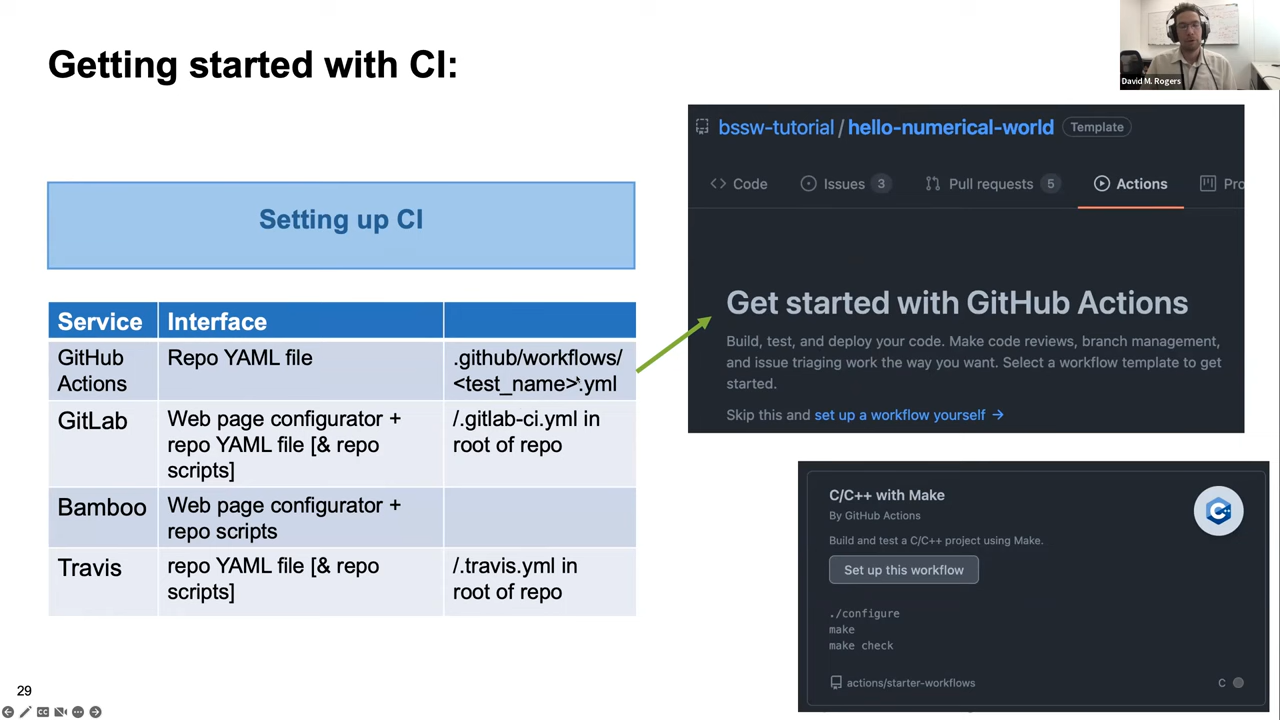 Getting started with CI:
David M. Rogers
Setting up CI
Service Interface
GitHub Actions
Repo YAML file
.github/workflows/
<test_name>.yml
GitLab
Web page configurator +
repo YAML file [& repo
scripts]
/.gitlab-ci.yml in
root of repo
Bamboo
Web page configurator +
repo scripts
Travis
repo YAML file [& repo
scripts]
/.travis.yml in
root of repo
bssw-tutorial / hello-numerical-world Template
<> Code Issues 3 Pull requests 5 Actions Pro
Get started with GitHub Actions
Build, test, and deploy your code. Make code reviews, branch management,
and issue triaging work the way you want. Select a workflow template to get
started.
Skip this and set up a workflow yourself →
C/C++ with Make
By GitHub Actions
C
Build and test a C/C++ project using Make.
Set up this workflow
./configure
make
make check
actions/starter-workflows C
29
CC